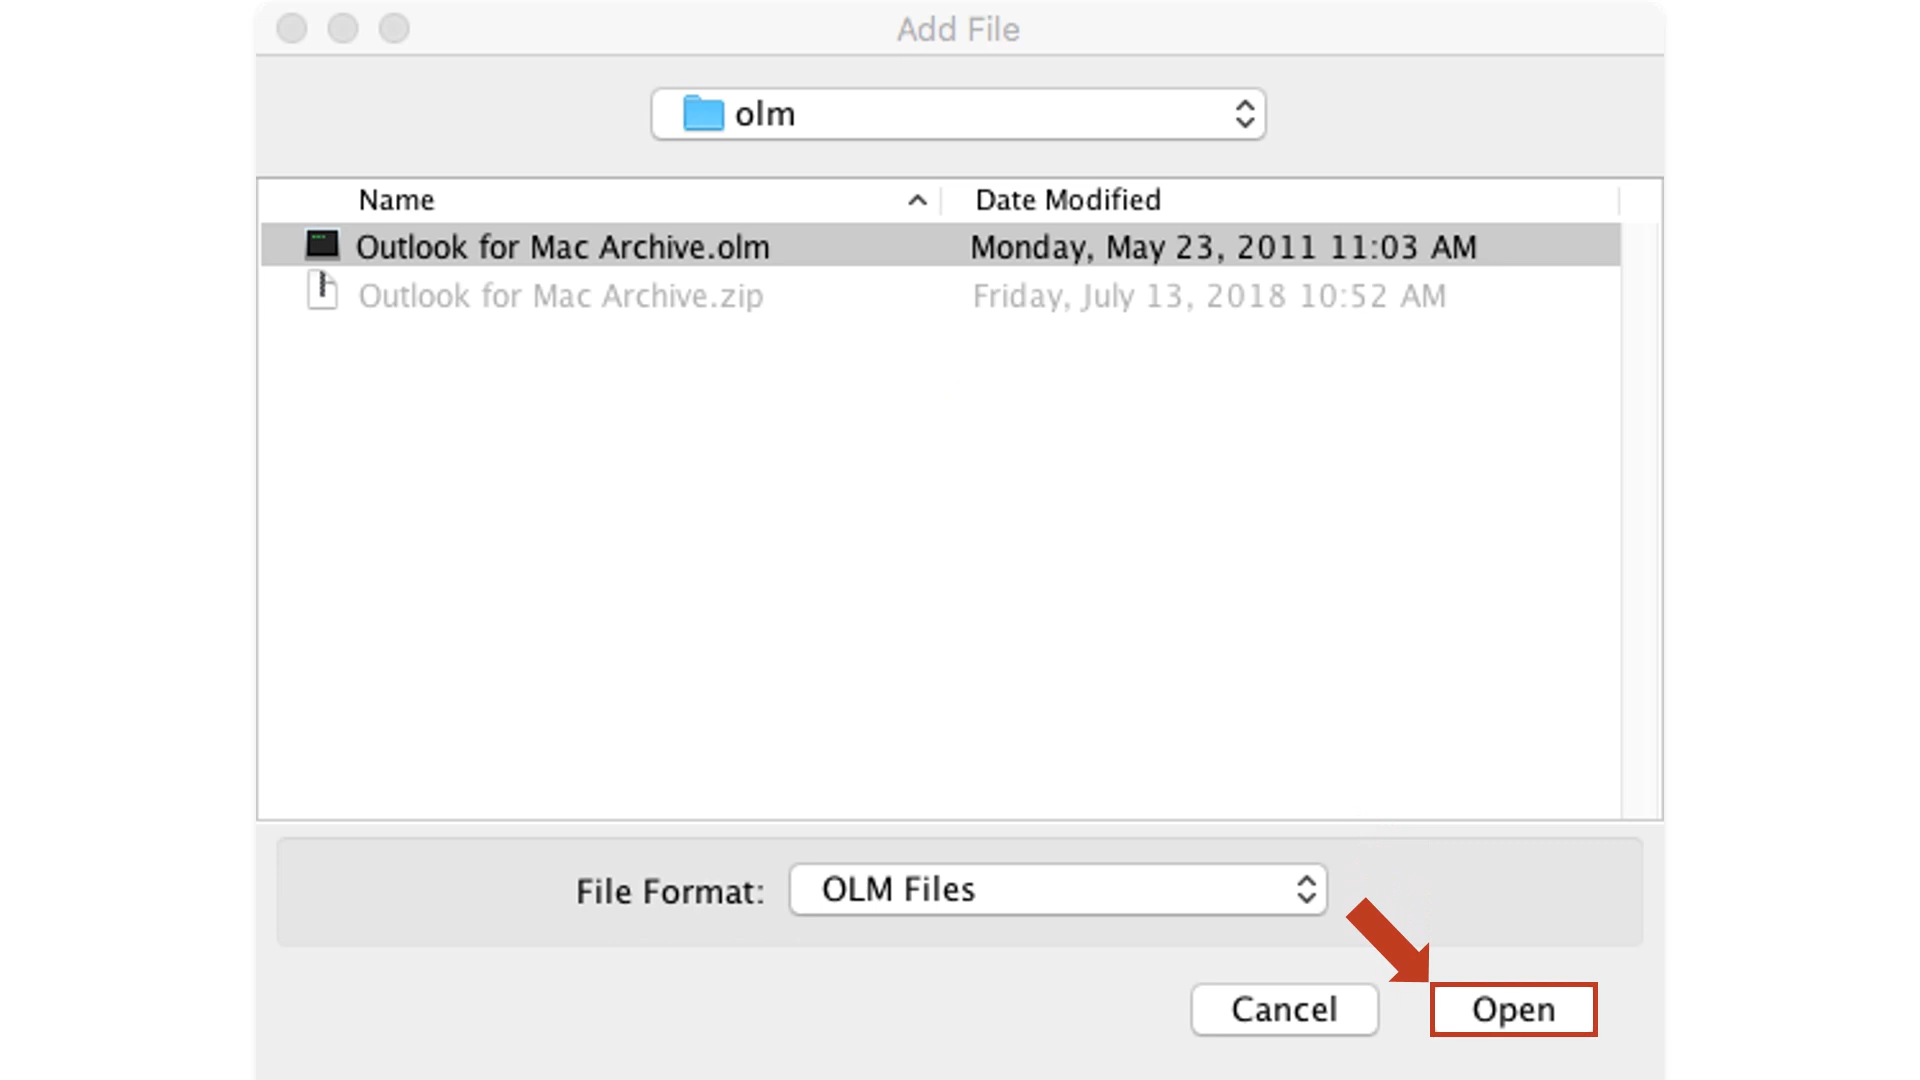 Add File
olm
Name Date Modified
Outlook for Mac Archive.olm Monday, May 23, 2011 11:03 AM
Outlook for Mac Archive.zip Friday, July 13, 2018 10:52 AM
File Format: OLM Files
Cancel Open